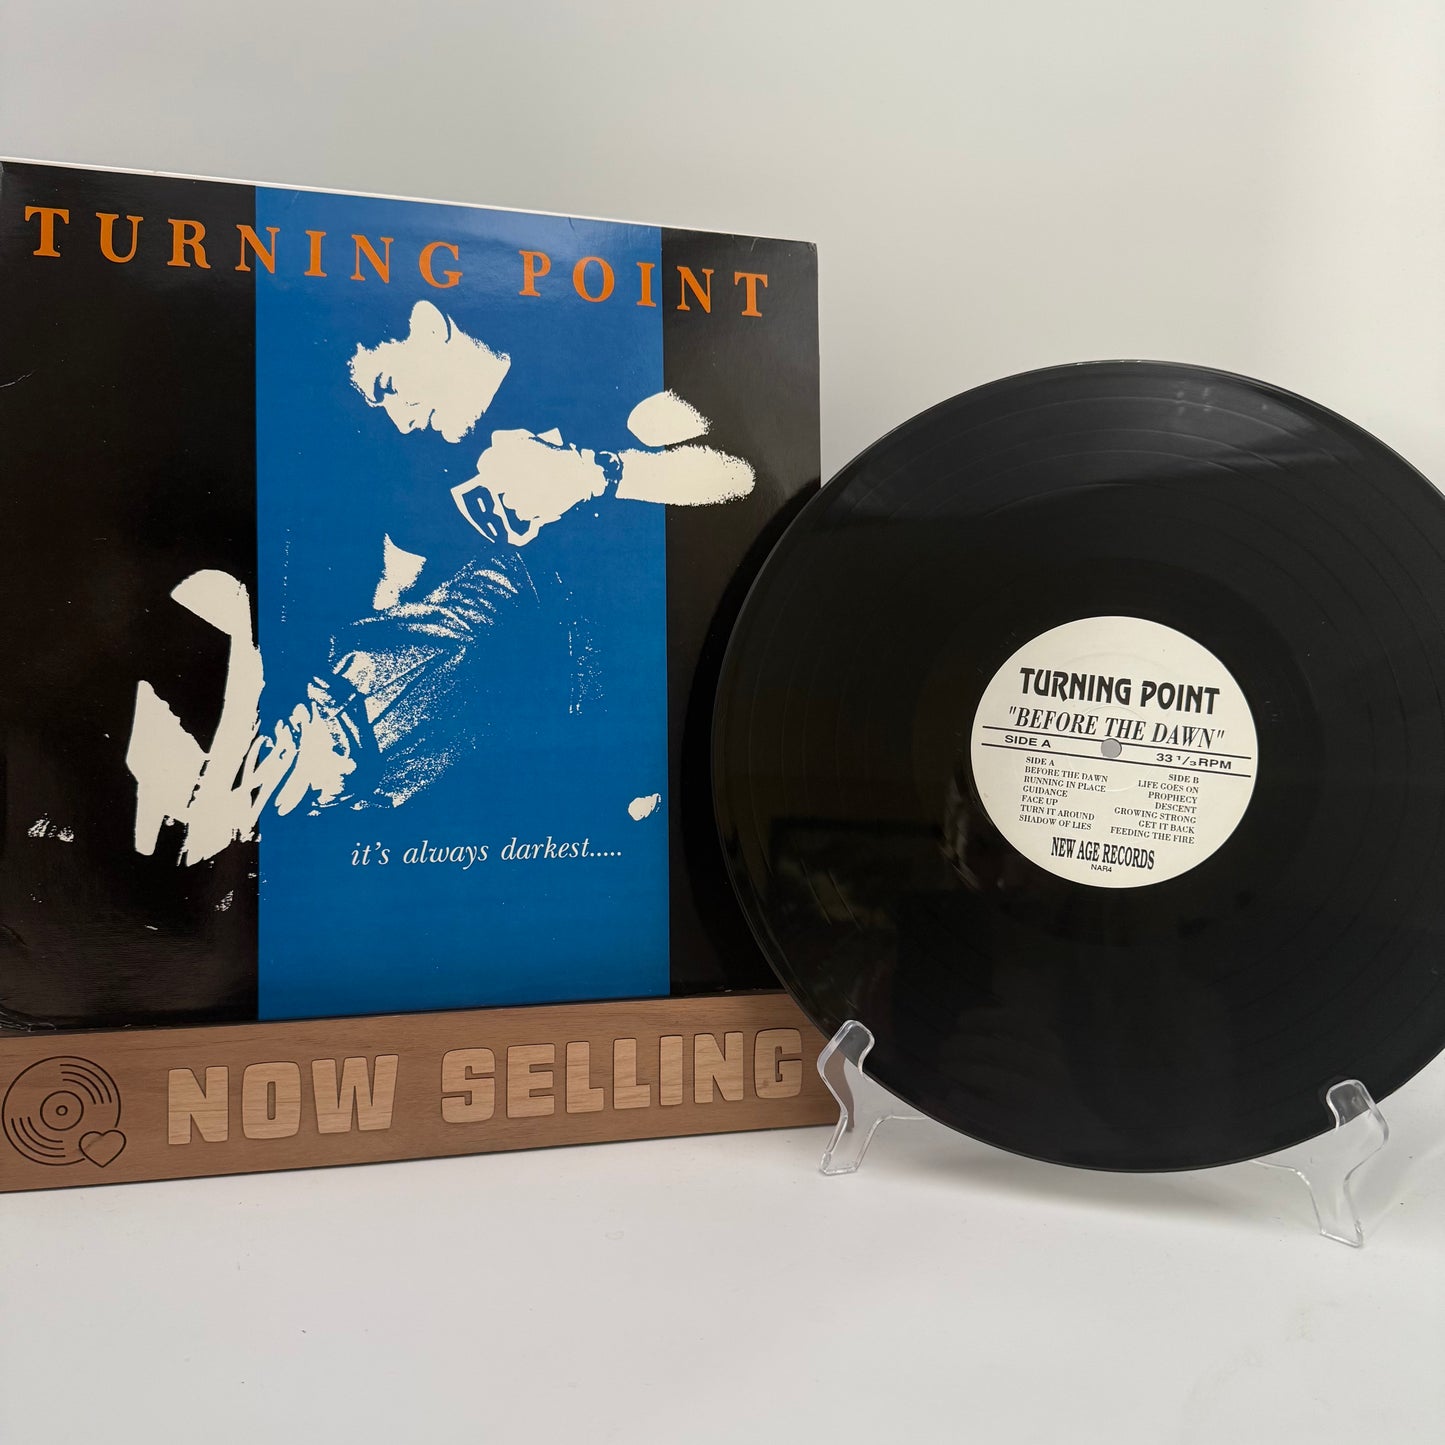 TURNING POINT
B
it's always darkest.....
NOW SELLING
TURNING POINT
"BEFORE THE DAWN"
SIDE A
33 1/3 RPM
SIDE A
BEFORE THE DAWN
RUNNING IN PLACE
GUIDANCE
FACE UP
TURN IT AROUND
SHADOW OF LIES
SIDE B
LIFE GOES ON
PROPHECY
DESCENT
GROWING STRONG
GET IT BACK
FEEDING THE FIRE
NEW AGE RECORDS
NAR4